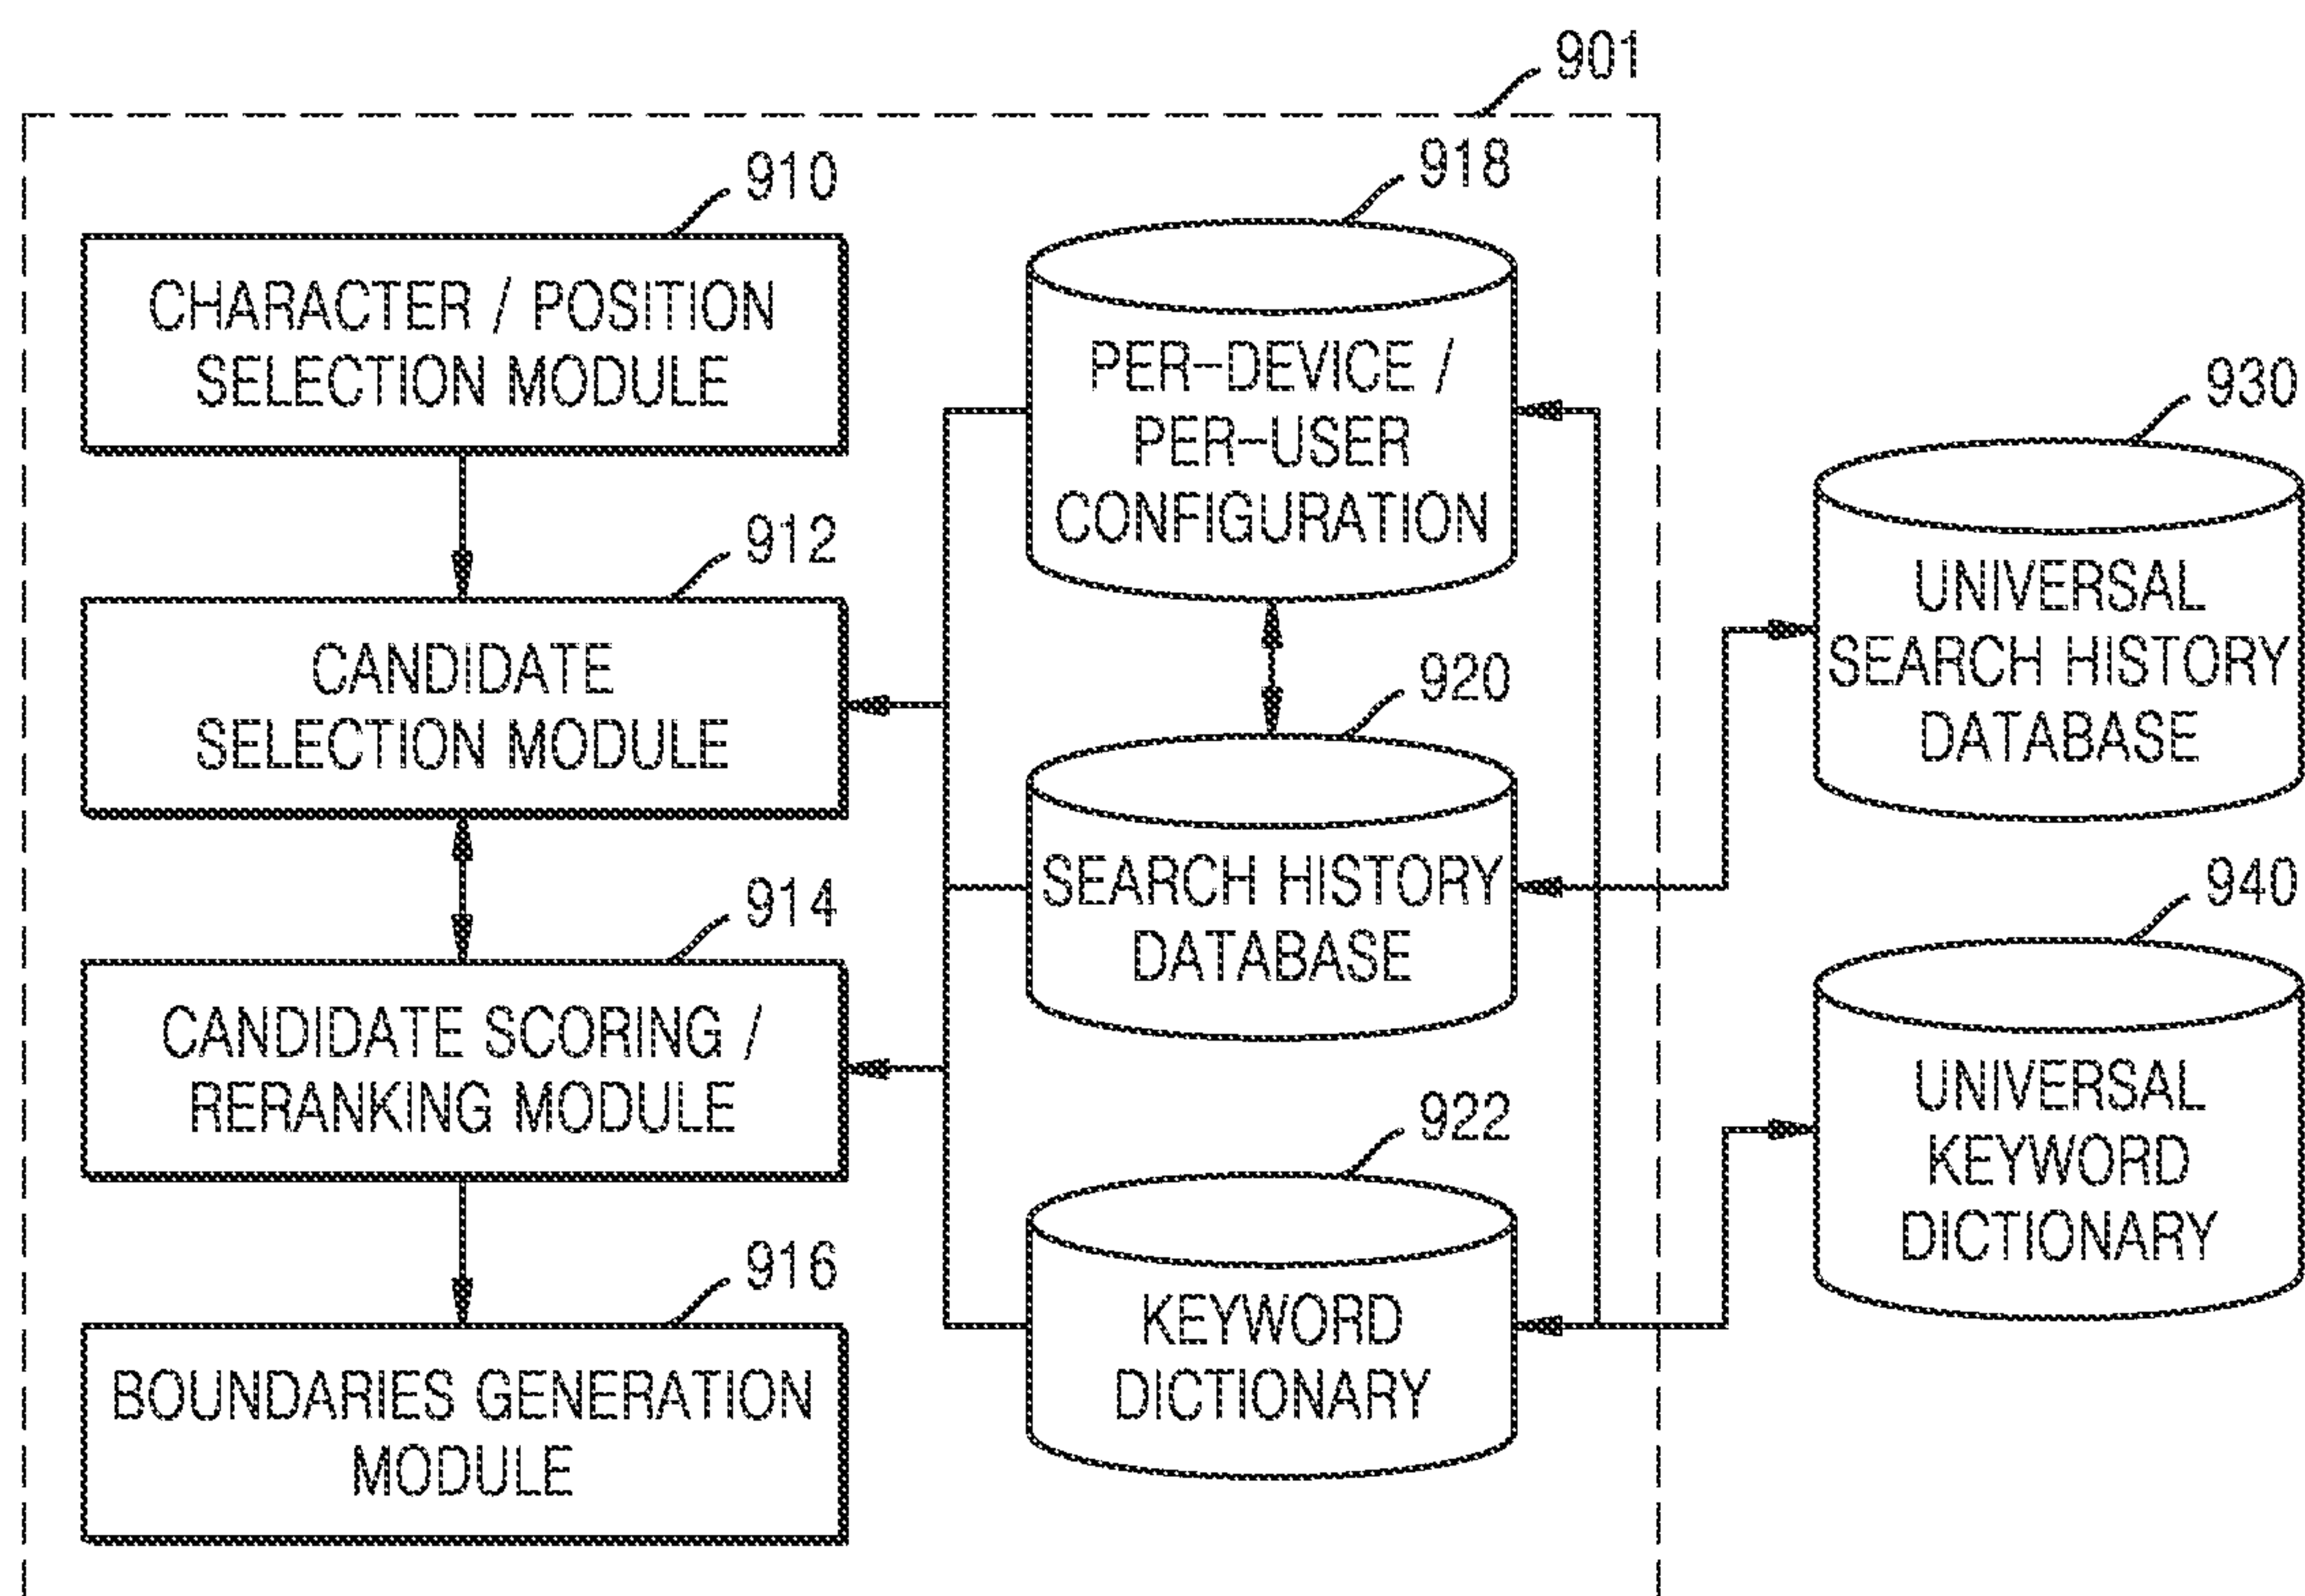 901
910
CHARACTER / POSITION
SELECTION MODULE
912
CANDIDATE
SELECTION MODULE
914
CANDIDATE SCORING /
RERANKING MODULE
916
BOUNDARIES GENERATION
MODULE
918
PER-DEVICE /
PER-USER
CONFIGURATION
920
SEARCH HISTORY
DATABASE
922
KEYWORD
DICTIONARY
930
UNIVERSAL
SEARCH HISTORY
DATABASE
940
UNIVERSAL
KEYWORD
DICTIONARY